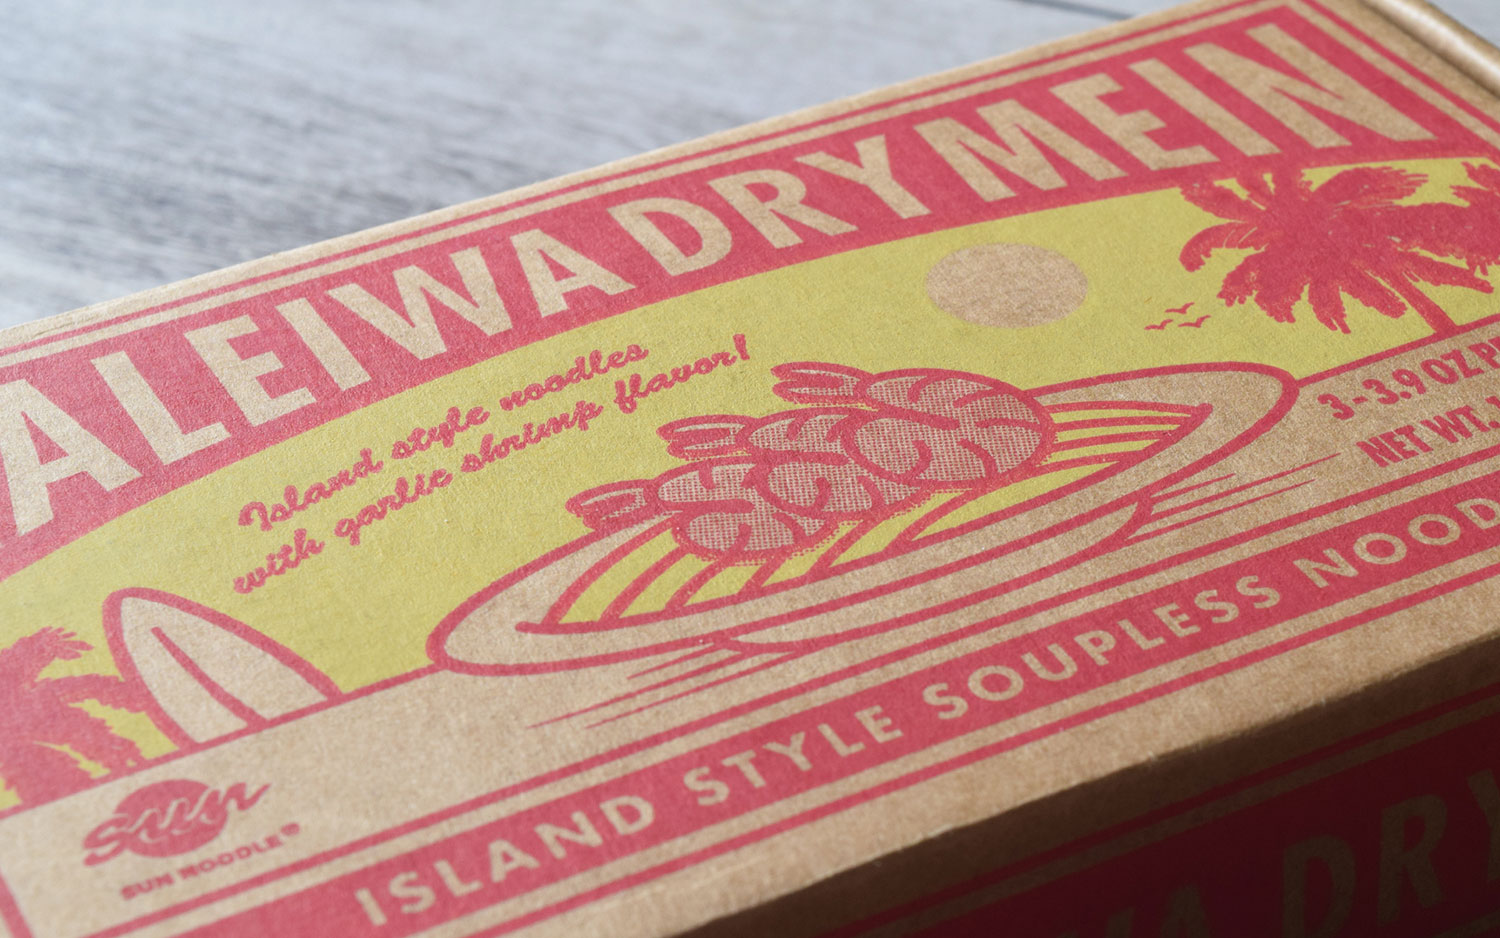 ALEIWA DRY MEIN
Island style noodles
with garlic shrimp flavor!
3-3.9 OZ
NET WT.
sun
SUN NOODLE®
ISLAND STYLE SOUPLESS NOOD
WA DRY